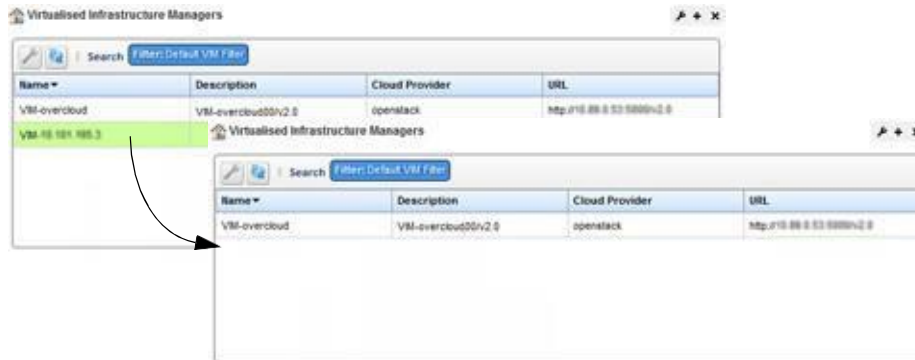 Virtualised Infrastructure Managers
Search Filter: Default VIM Filter
Name Description Cloud Provider URL
VIM-overcloud VIM-overcloud00/v2.0 openstack
Virtualised Infrastructure Managers
Search Filter: Default VIM Filter
Name Description Cloud Provider URL
VIM-overcloud VIM-overcloud00/v2.0 openstack